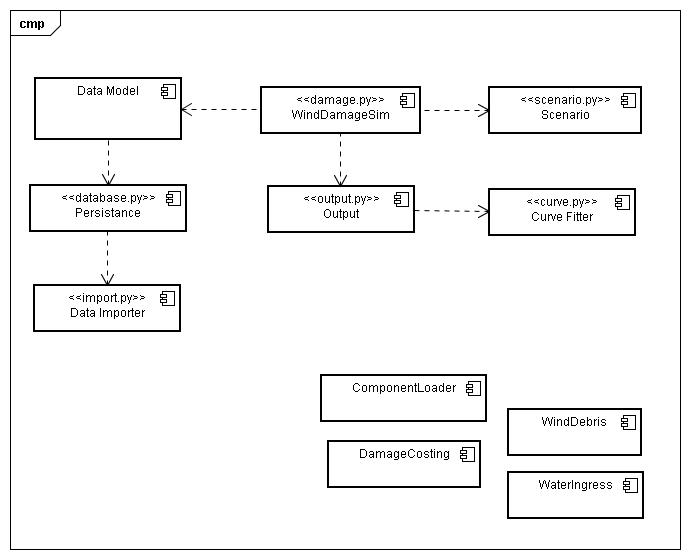 cmp
Data Model
<<damage.py>>
WindDamageSim
<<scenario.py>>
Scenario
<<database.py>>
Persistance
<<output.py>>
Output
<<curve.py>>
Curve Fitter
<<import.py>>
Data Importer
ComponentLoader
WindDebris
DamageCosting
WaterIngress